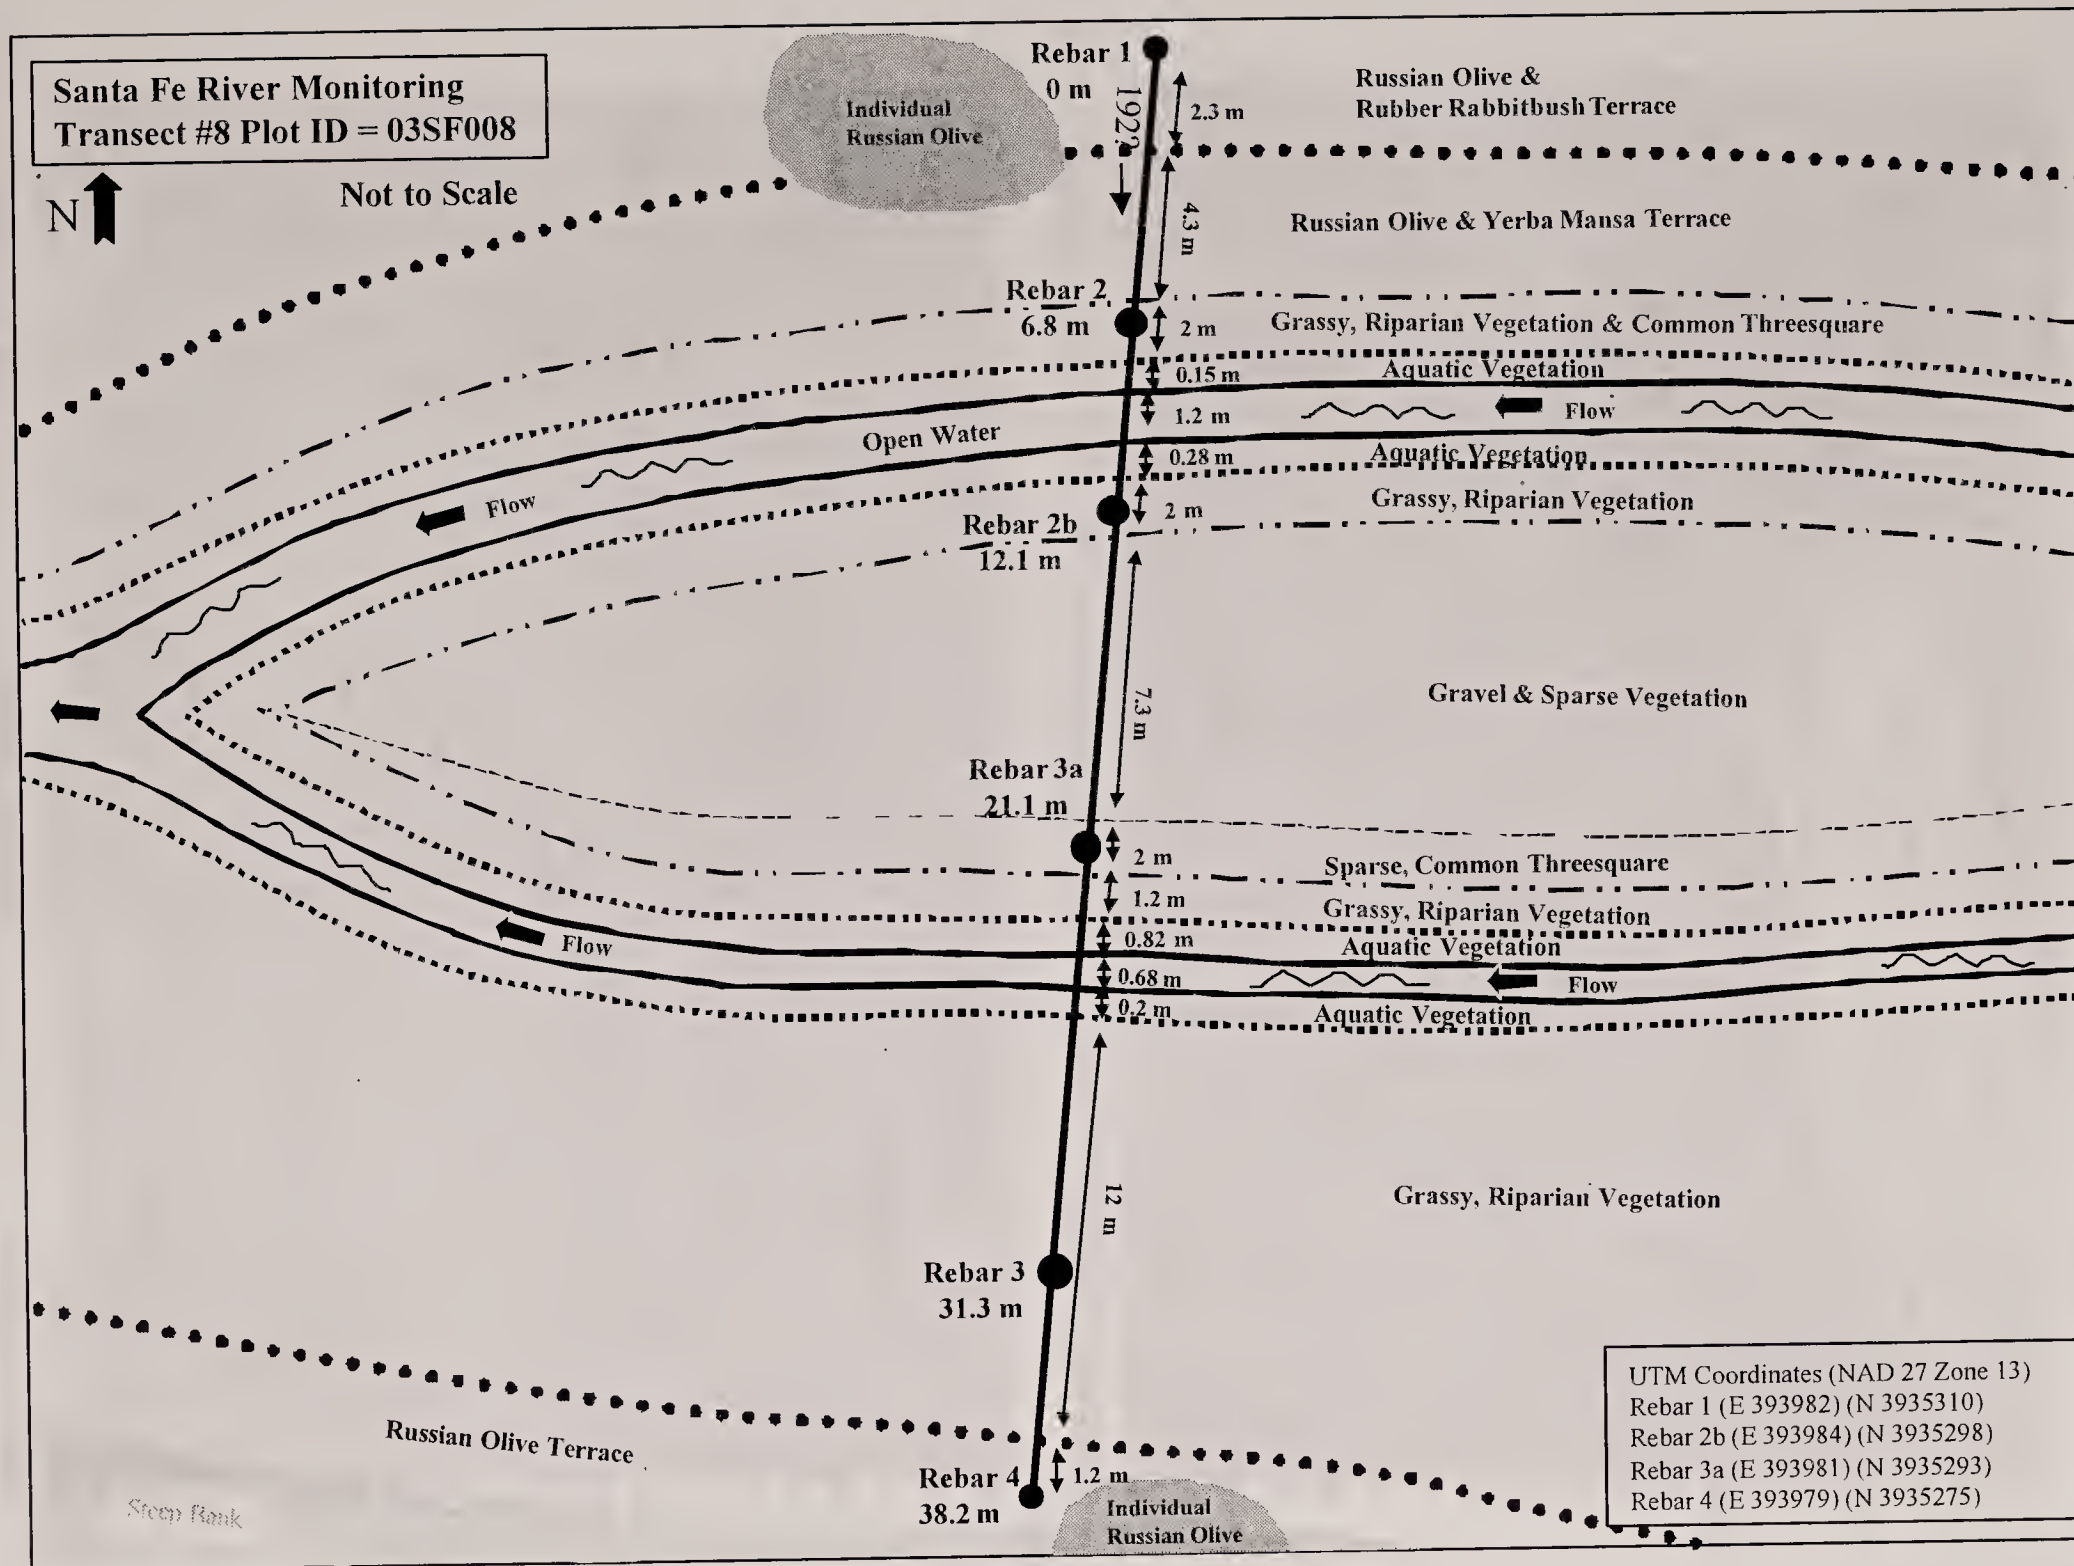 Santa Fe River Monitoring
Transect #8 Plot ID = 03SF008
N
Not to Scale
Individual
Russian Olive
Rebar 1
0 m
2.3 m
Russian Olive &
Rubber Rabbitbush Terrace
4.3 m
Russian Olive & Yerba Mansa Terrace
Rebar 2
6.8 m
2 m
Grassy, Riparian Vegetation & Common Threesquare
0.15 m
Aquatic Vegetation
1.2 m
Flow
Open Water
0.28 m
Aquatic Vegetation
Flow
2 m
Grassy, Riparian Vegetation
Rebar 2b
12.1 m
7.3 m
Gravel & Sparse Vegetation
Rebar 3a
21.1 m
2 m
Sparse, Common Threesquare
1.2 m
Grassy, Riparian Vegetation
Flow
0.82 m
Aquatic Vegetation
0.68 m
Flow
0.2 m
Aquatic Vegetation
12 m
Grassy, Riparian Vegetation
Rebar 3
31.3 m
Russian Olive Terrace
Rebar 4
38.2 m
1.2 m
Individual
Russian Olive
Steep Bank
UTM Coordinates (NAD 27 Zone 13)
Rebar 1 (E 393982) (N 3935310)
Rebar 2b (E 393984) (N 3935298)
Rebar 3a (E 393981) (N 3935293)
Rebar 4 (E 393979) (N 3935275)